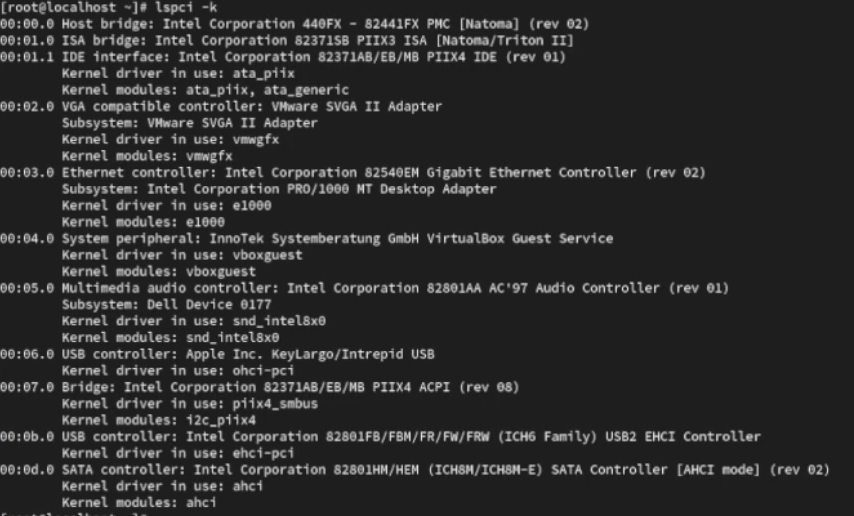 [root@localhost ~]# lspci -k
00:00.0 Host bridge: Intel Corporation 440FX - 82441FX PMC [Natoma] (rev 02)
00:01.0 ISA bridge: Intel Corporation 82371SB PIIX3 ISA [Natoma/Triton II]
00:01.1 IDE interface: Intel Corporation 82371AB/EB/MB PIIX4 IDE (rev 01)
Kernel driver in use: ata_piix
Kernel modules: ata_piix, ata_generic
00:02.0 VGA compatible controller: VMware SVGA II Adapter
Subsystem: VMware SVGA II Adapter
Kernel driver in use: vmwgfx
Kernel modules: vmwgfx
00:03.0 Ethernet controller: Intel Corporation 82540EM Gigabit Ethernet Controller (rev 02)
Subsystem: Intel Corporation PRO/1000 MT Desktop Adapter
Kernel driver in use: e1000
Kernel modules: e1000
00:04.0 System peripheral: InnoTek Systemberatung GmbH VirtualBox Guest Service
Kernel driver in use: vboxguest
Kernel modules: vboxguest
00:05.0 Multimedia audio controller: Intel Corporation 82801AA AC'97 Audio Controller (rev 01)
Subsystem: Dell Device 0177
Kernel driver in use: snd_intel8x0
Kernel modules: snd_intel8x0
00:06.0 USB controller: Apple Inc. KeyLargo/Intrepid USB
Kernel driver in use: ohci-pci
00:07.0 Bridge: Intel Corporation 82371AB/EB/MB PIIX4 ACPI (rev 08)
Kernel driver in use: piix4_smbus
Kernel modules: i2c_piix4
00:0b.0 USB controller: Intel Corporation 82801FB/FBM/FR/FW/FRW (ICH6 Family) USB2 EHCI Controller
Kernel driver in use: ehci-pci
00:0d.0 SATA controller: Intel Corporation 82801HM/HEM (ICH8M/ICH8M-E) SATA Controller [AHCI mode] (rev 02)
Kernel driver in use: ahci
Kernel modules: ahci